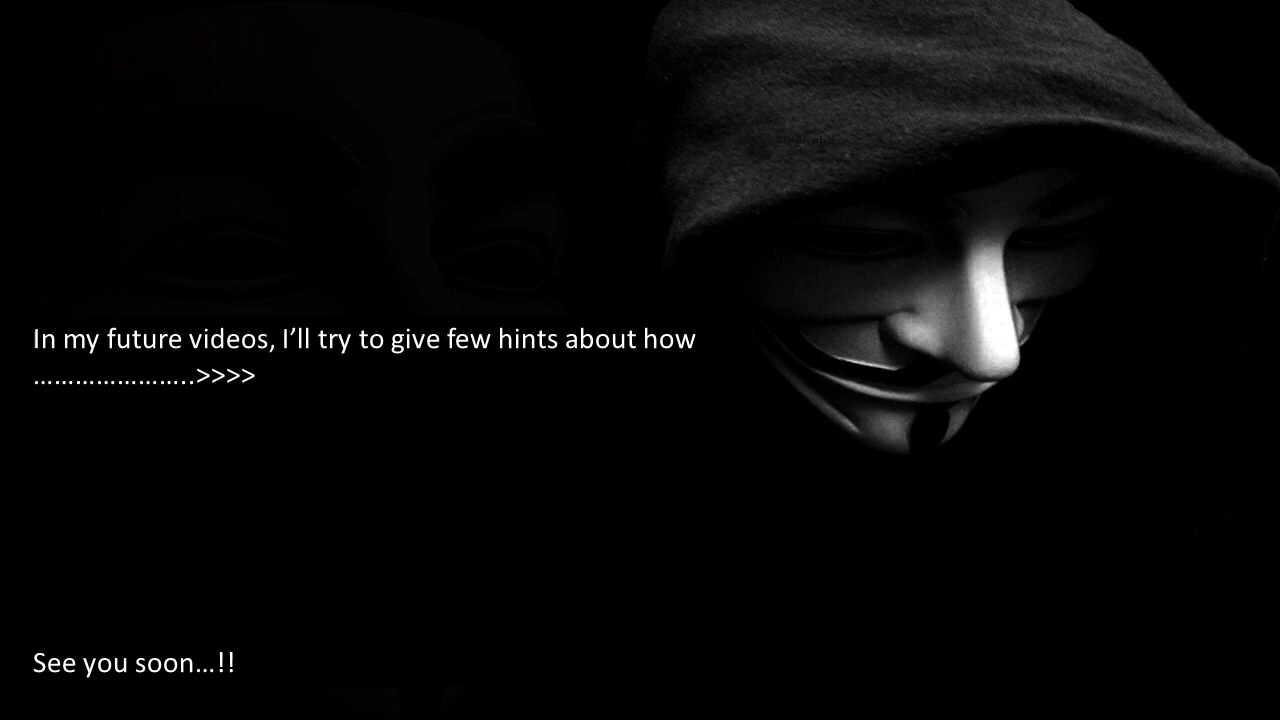 In my future videos, I’ll try to give few hints about how
…………………..>>>>
See you soon…!!